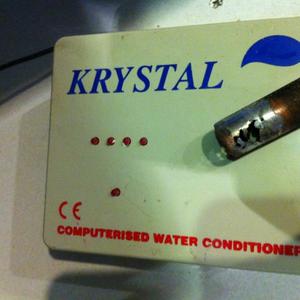 KRYSTAL
CE
COMPUTERISED WATER CONDITIONER